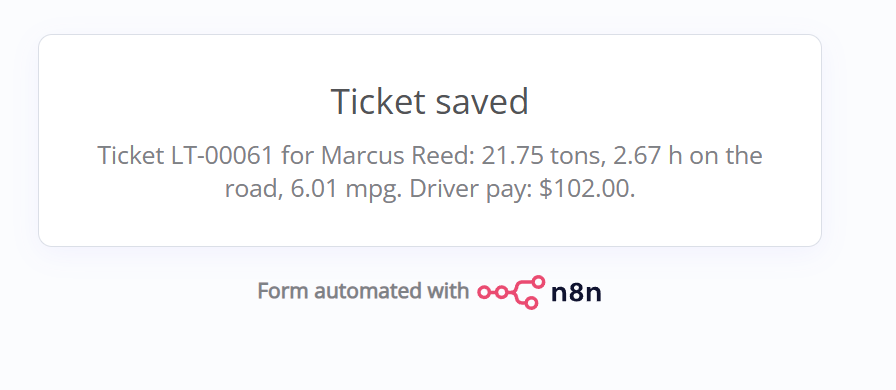 Ticket saved
Ticket LT-00061 for Marcus Reed: 21.75 tons, 2.67 h on the
road, 6.01 mpg. Driver pay: $102.00.
Form automated with n8n